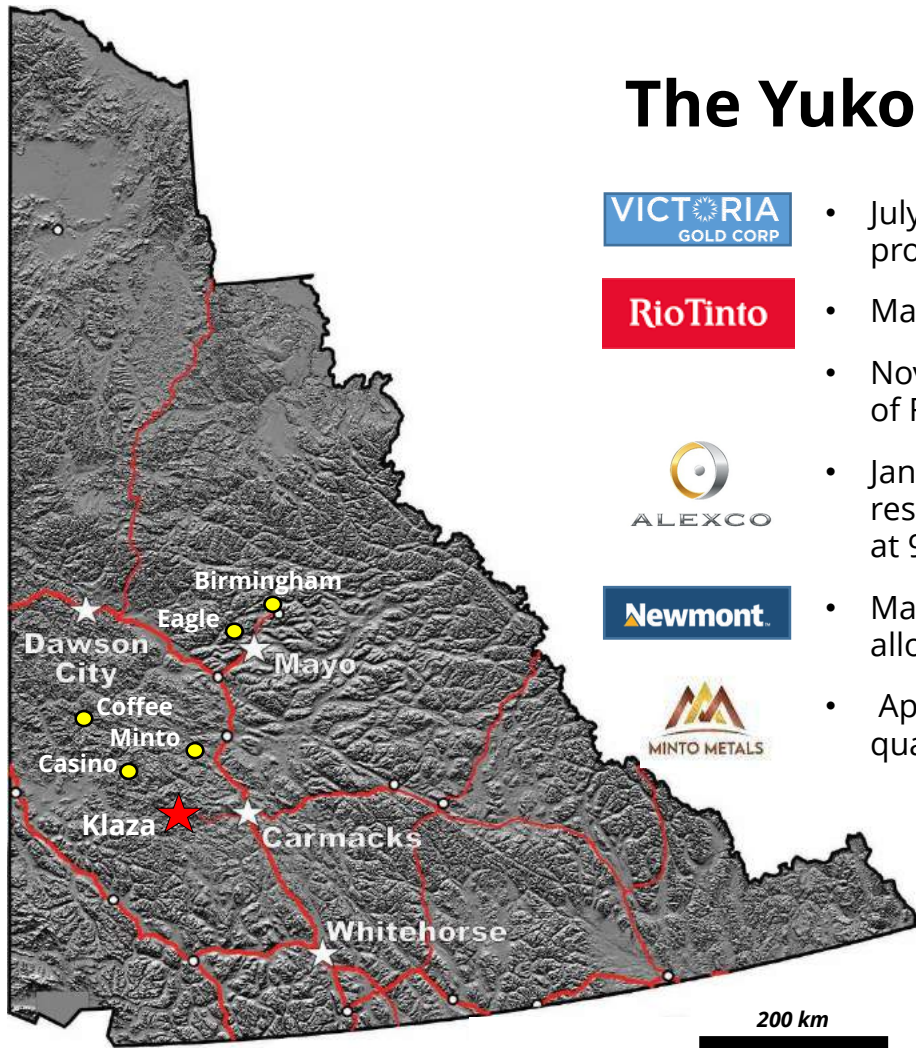 The Yuko
VICTORIA
GOLD CORP
• July
pro
RioTinto
• Ma
• Nov
of F
ALEXCO
• Jan
res
at 9
Newmont
• Ma
allo
MINTO METALS
• Ap
qua
Birmingham
Eagle
Dawson
City
Mayo
Coffee
Minto
Casino
Klaza
Carmacks
Whitehorse
200 km